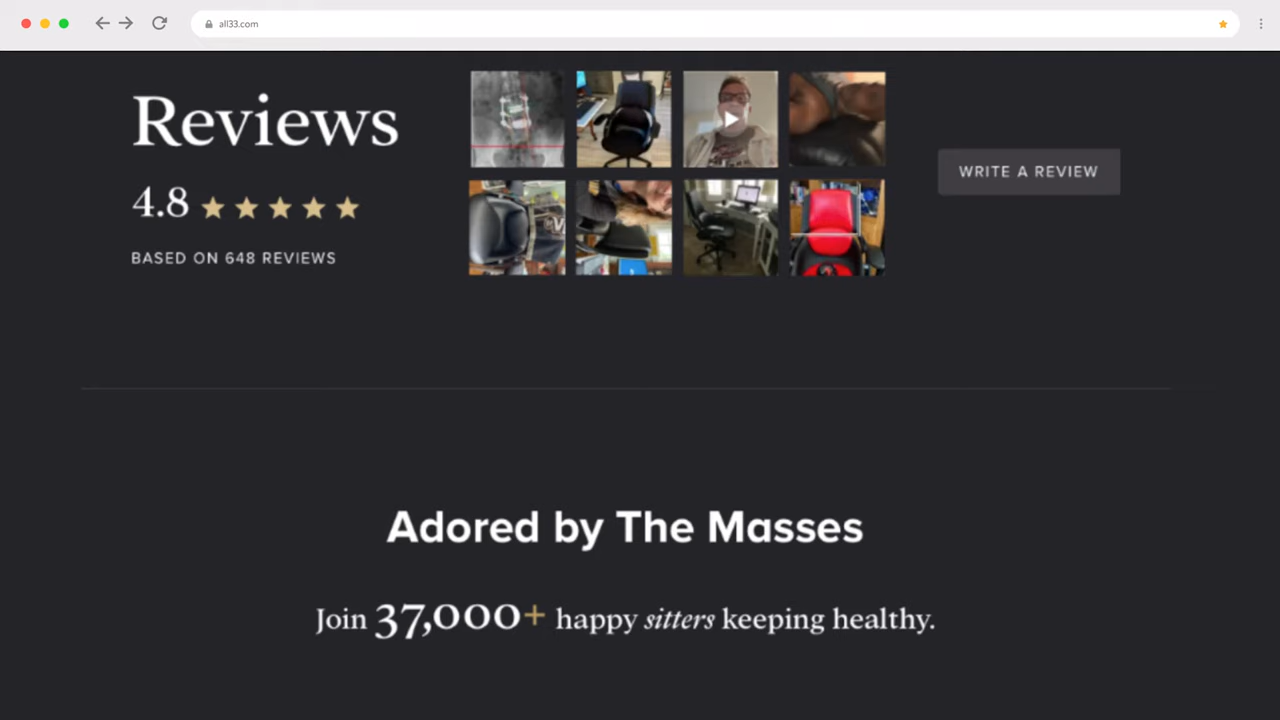 all33.com
Reviews
4.8
BASED ON 648 REVIEWS
WRITE A REVIEW
Adored by The Masses
Join 37,000+ happy sitters keeping healthy.